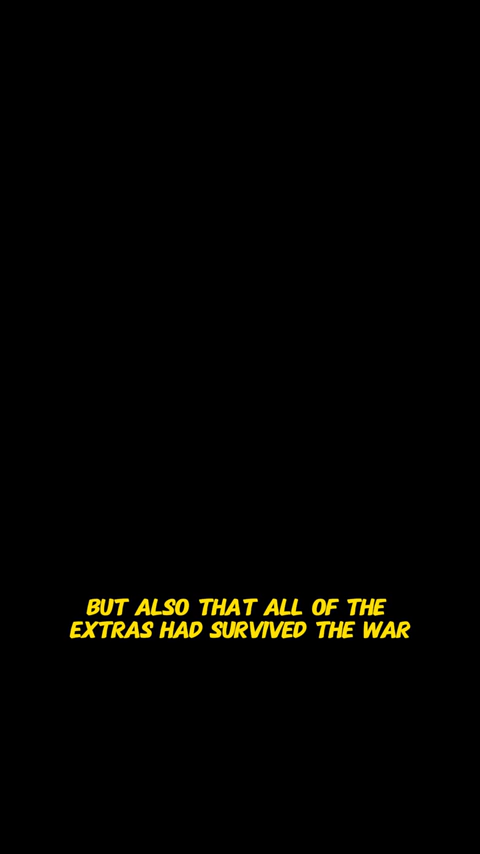 BUT ALSO THAT ALL OF THE
EXTRAS HAD SURVIVED THE WAR